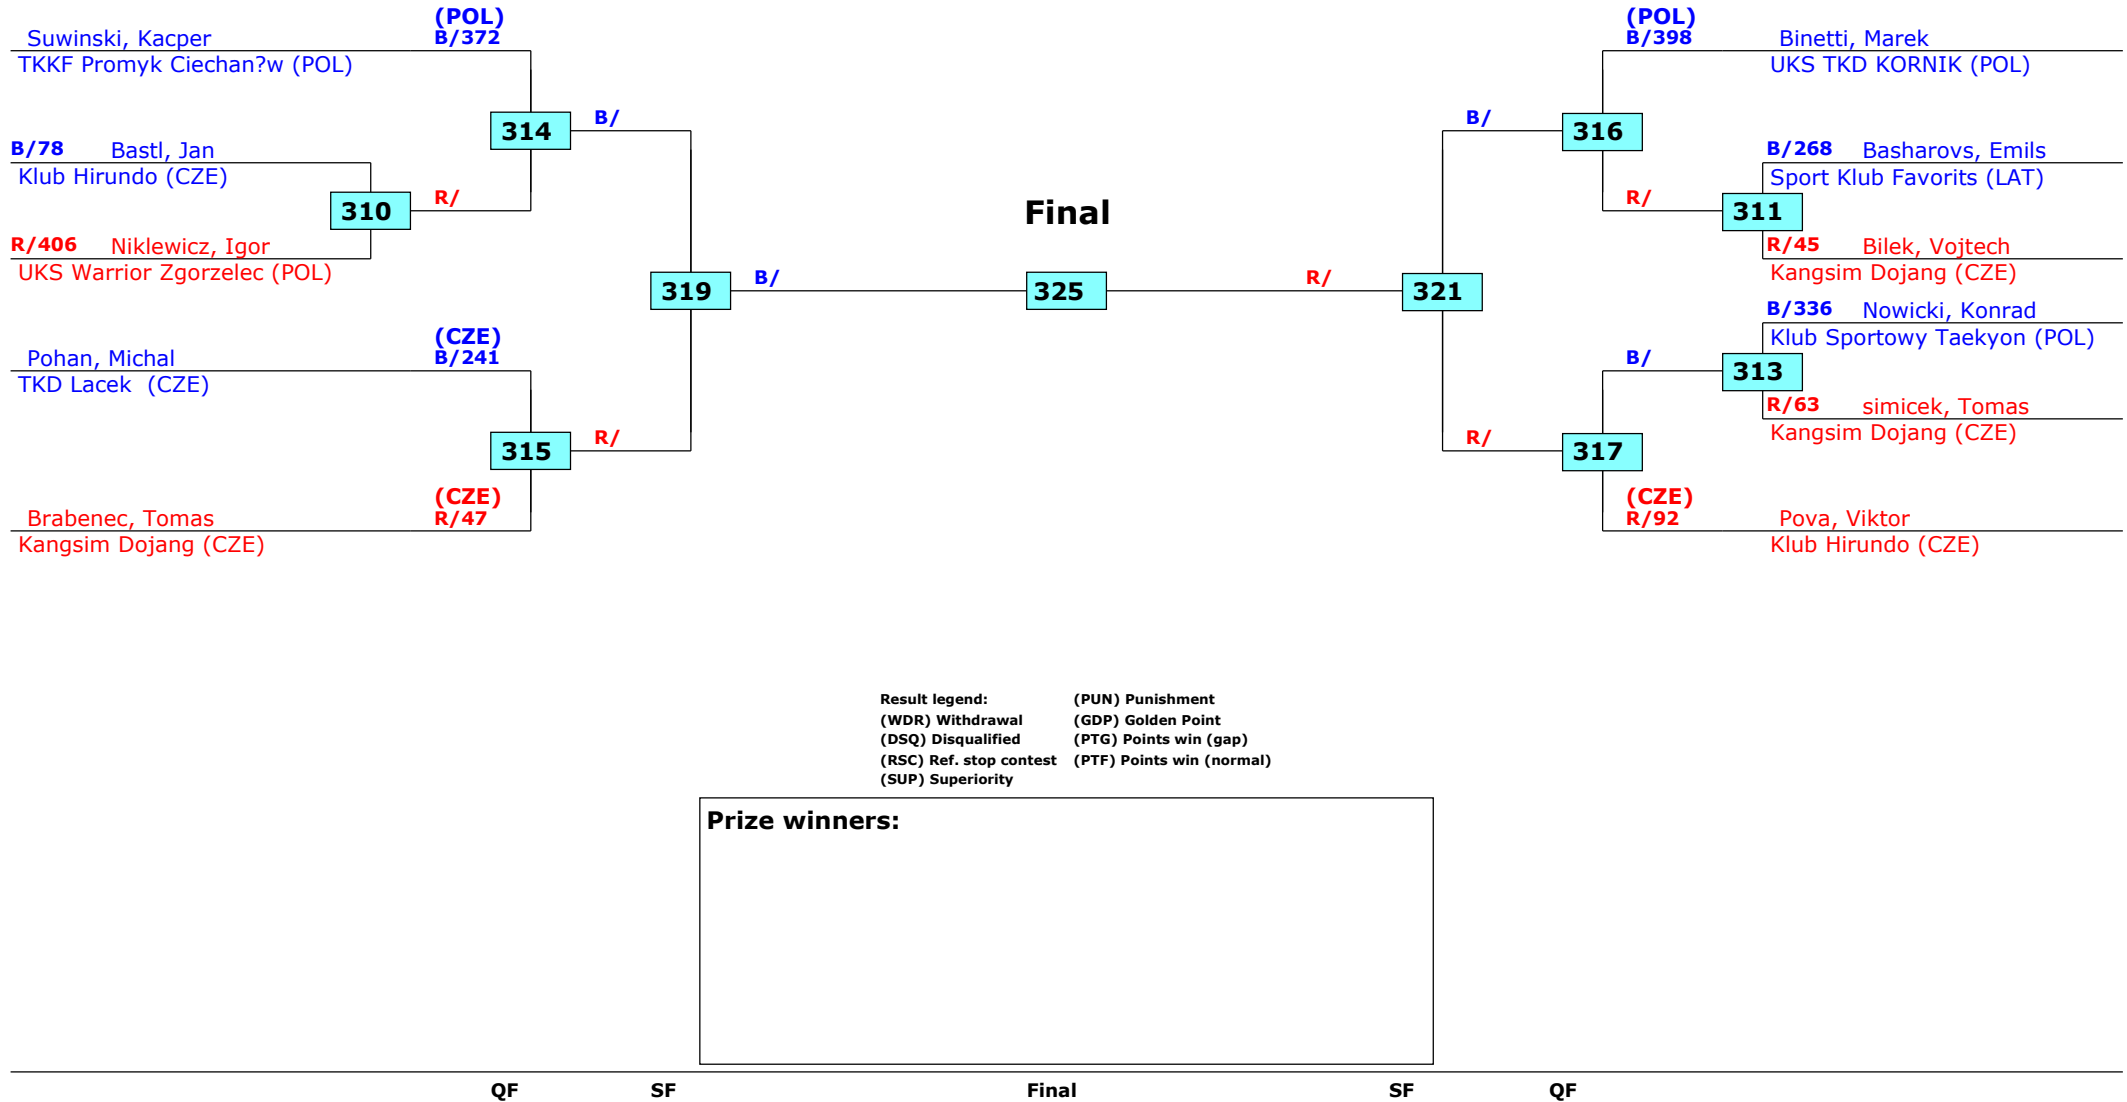 (POL)
Suwinski, Kacper B/372
TKKF Promyk Ciechan?w (POL)
314
B/
B/78 Bastl, Jan
Klub Hirundo (CZE)
310
R/
R/406 Niklewicz, Igor
UKS Warrior Zgorzelec (POL)
319
B/
(CZE)
Pohan, Michal B/241
TKD Lacek (CZE)
315
R/
(CZE)
Brabenec, Tomas R/47
Kangsim Dojang (CZE)
Final
325
(POL)
B/398 Binetti, Marek
UKS TKD KORNIK (POL)
B/
316
B/268 Basharovs, Emils
Sport Klub Favorits (LAT)
R/
311
R/45 Bilek, Vojtech
Kangsim Dojang (CZE)
R/
321
B/336 Nowicki, Konrad
Klub Sportowy Taekyon (POL)
B/
313
R/63 simicek, Tomas
Kangsim Dojang (CZE)
R/
317
(CZE)
R/92 Pova, Viktor
Klub Hirundo (CZE)
Result legend: (PUN) Punishment
(WDR) Withdrawal (GDP) Golden Point
(DSQ) Disqualified (PTG) Points win (gap)
(RSC) Ref. stop contest (PTF) Points win (normal)
(SUP) Superiority
Prize winners:
QF SF Final SF QF